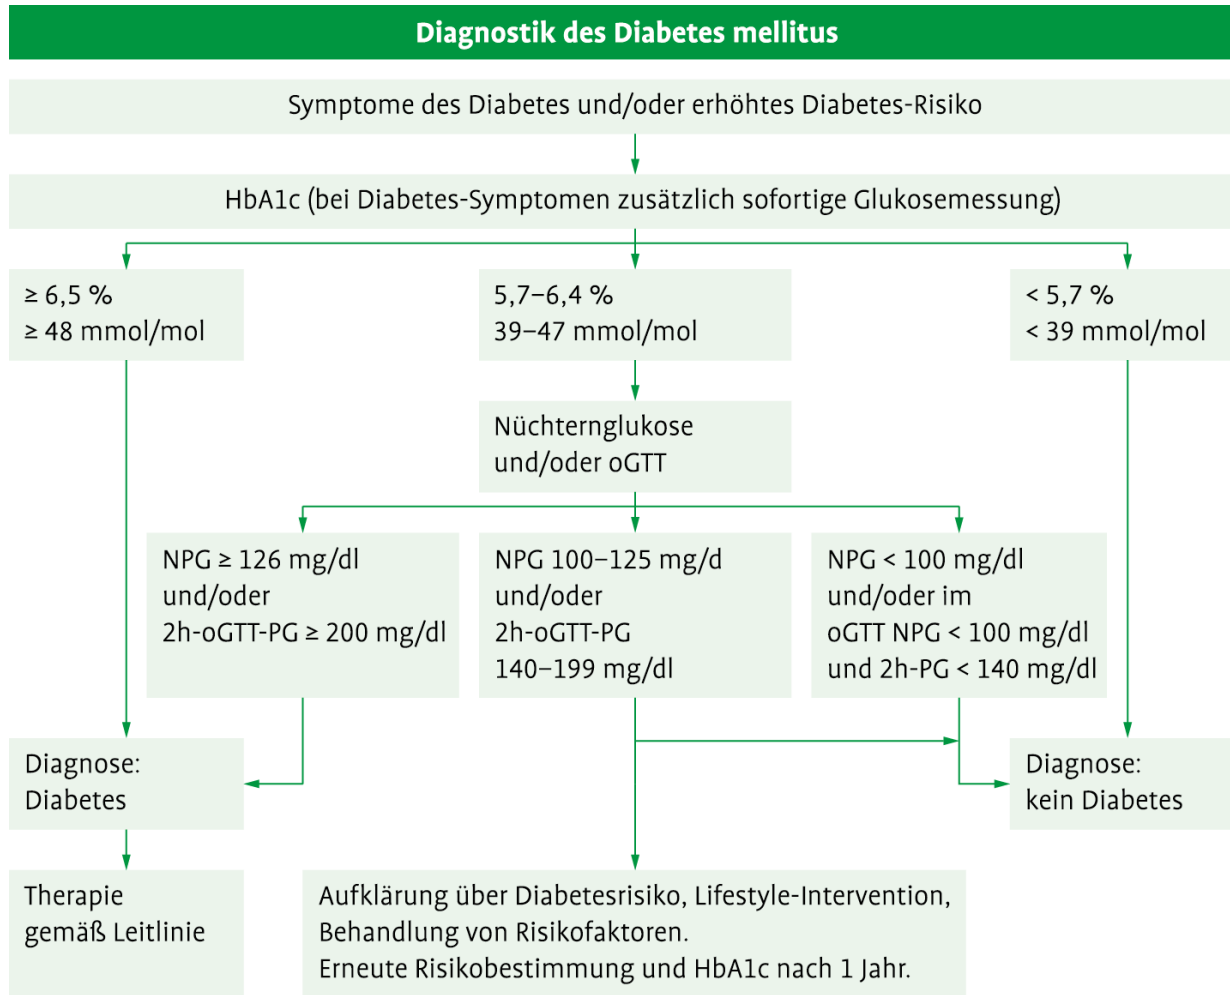 Diagnostik des Diabetes mellitus
Symptome des Diabetes und/oder erhöhtes Diabetes-Risiko
HbA1c (bei Diabetes-Symptomen zusätzlich sofortige Glukosemessung)
≥ 6,5 %
≥ 48 mmol/mol
5,7–6,4 %
39–47 mmol/mol
< 5,7 %
< 39 mmol/mol
Nüchternglukose
und/oder oGTT
NPG ≥ 126 mg/dl
und/oder
2h-oGTT-PG ≥ 200 mg/dl
NPG 100–125 mg/d
und/oder
2h-oGTT-PG
140–199 mg/dl
NPG < 100 mg/dl
und/oder im
oGTT NPG < 100 mg/dl
und 2h-PG < 140 mg/dl
Diagnose:
Diabetes
Diagnose:
kein Diabetes
Therapie
gemäß Leitlinie
Aufklärung über Diabetesrisiko, Lifestyle-Intervention,
Behandlung von Risikofaktoren.
Erneute Risikobestimmung und HbA1c nach 1 Jahr.